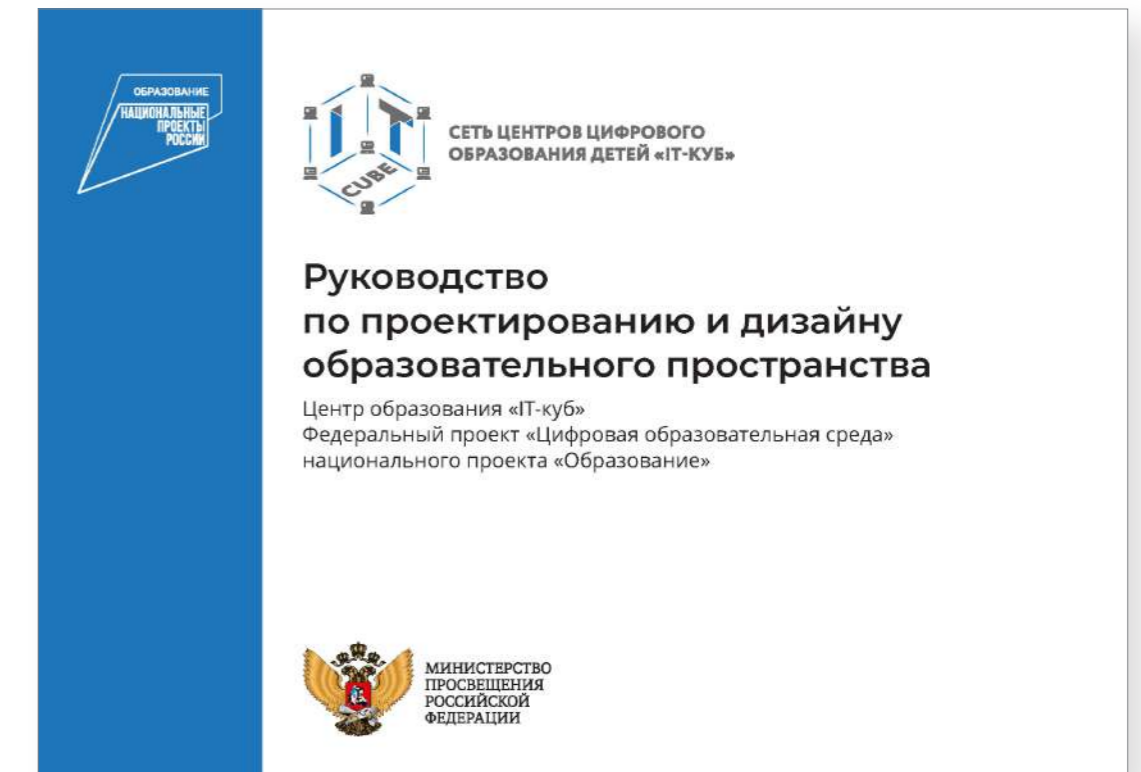 ОБРАЗОВАНИЕ
НАЦИОНАЛЬНЫЕ
ПРОЕКТЫ
РОССИИ
IT
CUBE
СЕТЬ ЦЕНТРОВ ЦИФРОВОГО
ОБРАЗОВАНИЯ ДЕТЕЙ «IT-КУБ»
Руководство
по проектированию и дизайну
образовательного пространства
Центр образования «IT-куб»
Федеральный проект «Цифровая образовательная среда»
национального проекта «Образование»
МИНИСТЕРСТВО
ПРОСВЕЩЕНИЯ
РОССИЙСКОЙ
ФЕДЕРАЦИИ